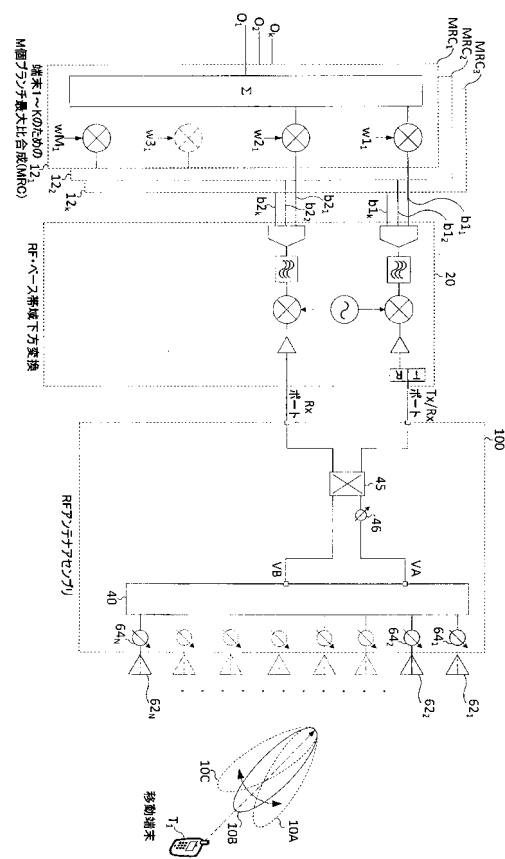 O₁
O₂
Oₖ
MRC₁
MRC₂
MRC₃
Σ
wM₁
w3₁
w2₁
w1₁
端末1～Kのための
M個ブランチ最大比合成(MRC)
12₁
12₂
12ₖ
b2₁
b2₂
b2ₖ
b1₁
b1₂
b1ₖ
20
RF・ベース帯域下方変換
T
R
Rx
ポート
Tx/Rx
ポート
100
45
46
VA
VB
40
RFアンテナアセンブリ
64₁
64₂
64N
62₁
62₂
62N
10A
10B
10C
T₁
移動端末